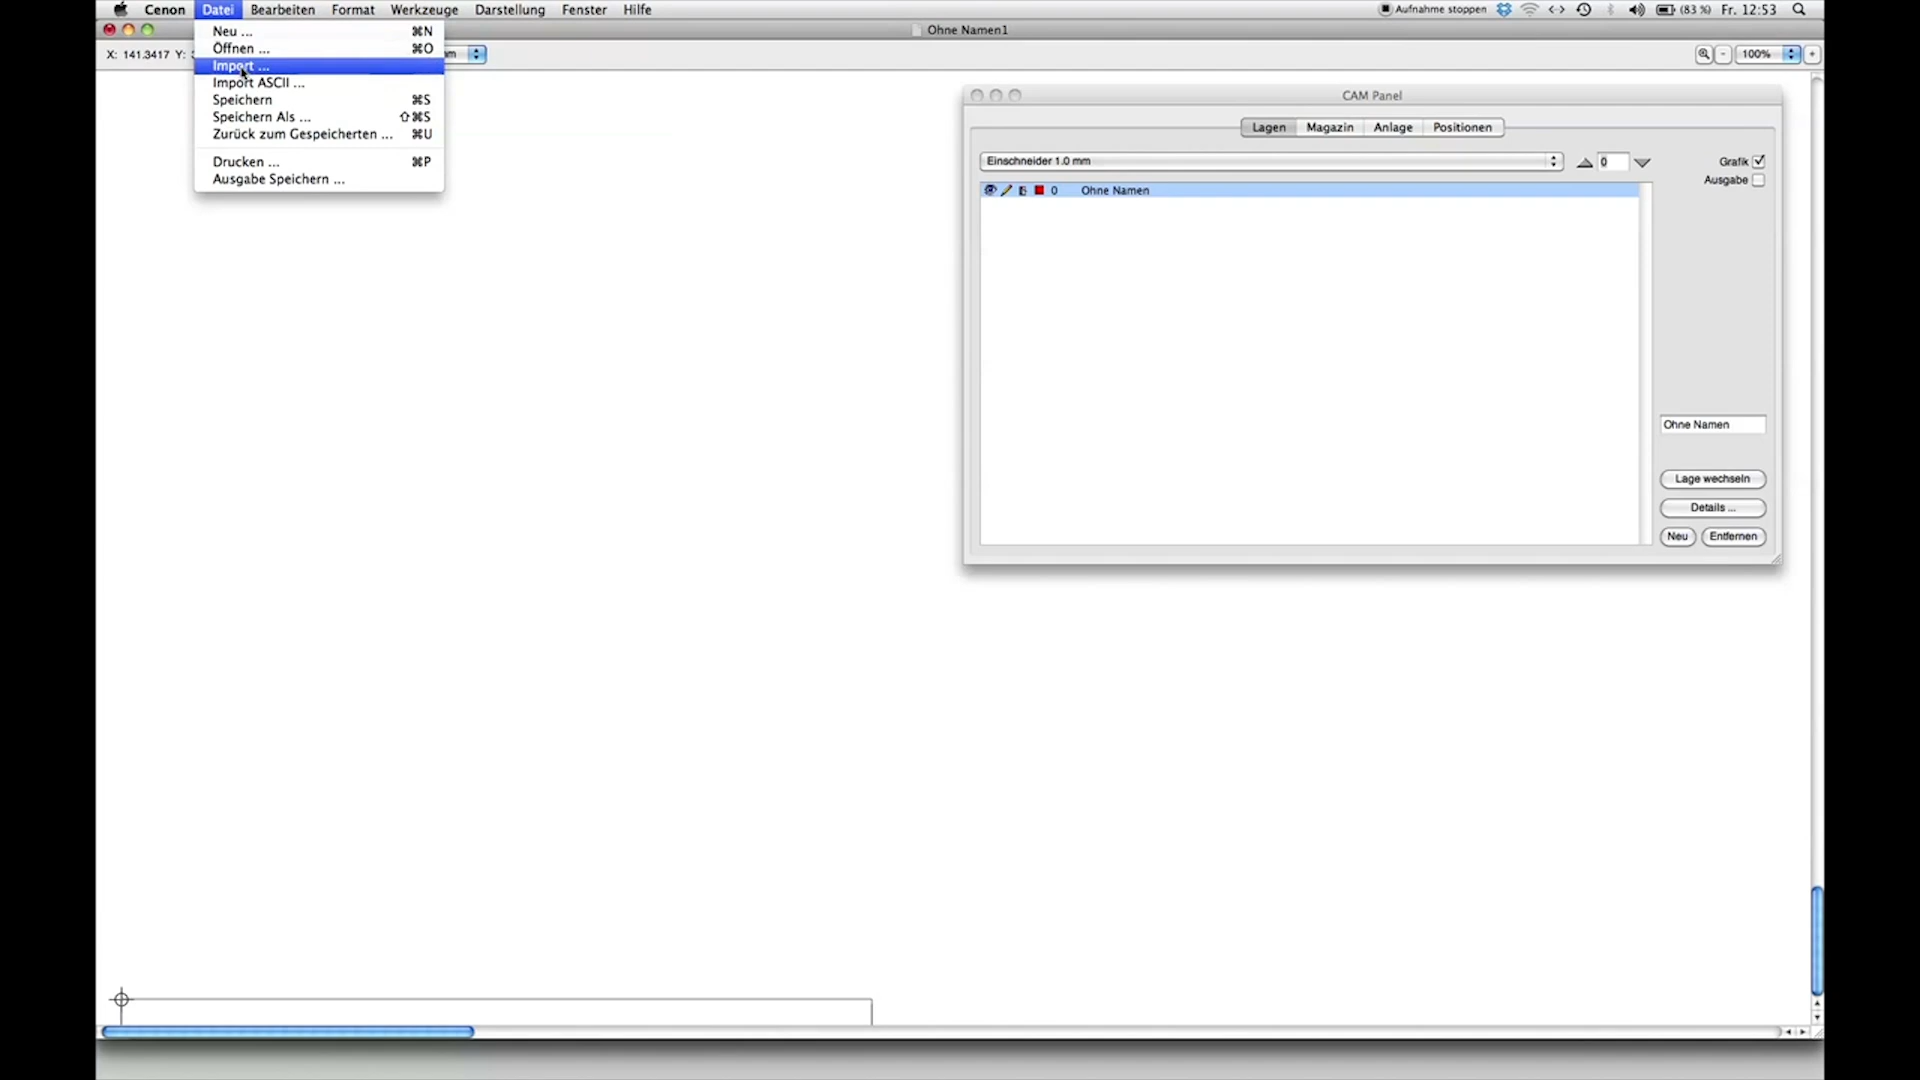 Cenon Datei Bearbeiten Format Werkzeuge Darstellung Fenster Hilfe Aufnahme stoppen (83 %) Fr. 12:53
Ohne Namen1
X: 141.3417 Y: 100%
Neu ... ⌘N
Öffnen ... ⌘O
Import ...
Import ASCII ...
Speichern ⌘S
Speichern Als ... ⇧⌘S
Zurück zum Gespeicherten ... ⌘U
Drucken ... ⌘P
Ausgabe Speichern ...
CAM Panel
Lagen Magazin Anlage Positionen
Einschneider 1.0 mm 0 Grafik
Ausgabe
0 Ohne Namen
Ohne Namen
Lage wechseln
Details ...
Neu Entfernen